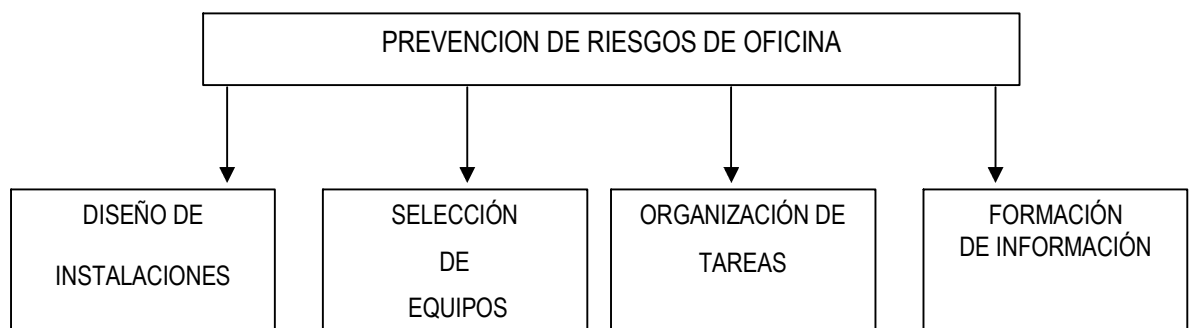 PREVENCION DE RIESGOS DE OFICINA
DISEÑO DE
INSTALACIONES
SELECCIÓN
DE
EQUIPOS
ORGANIZACIÓN DE
TAREAS
FORMACIÓN
DE INFORMACIÓN